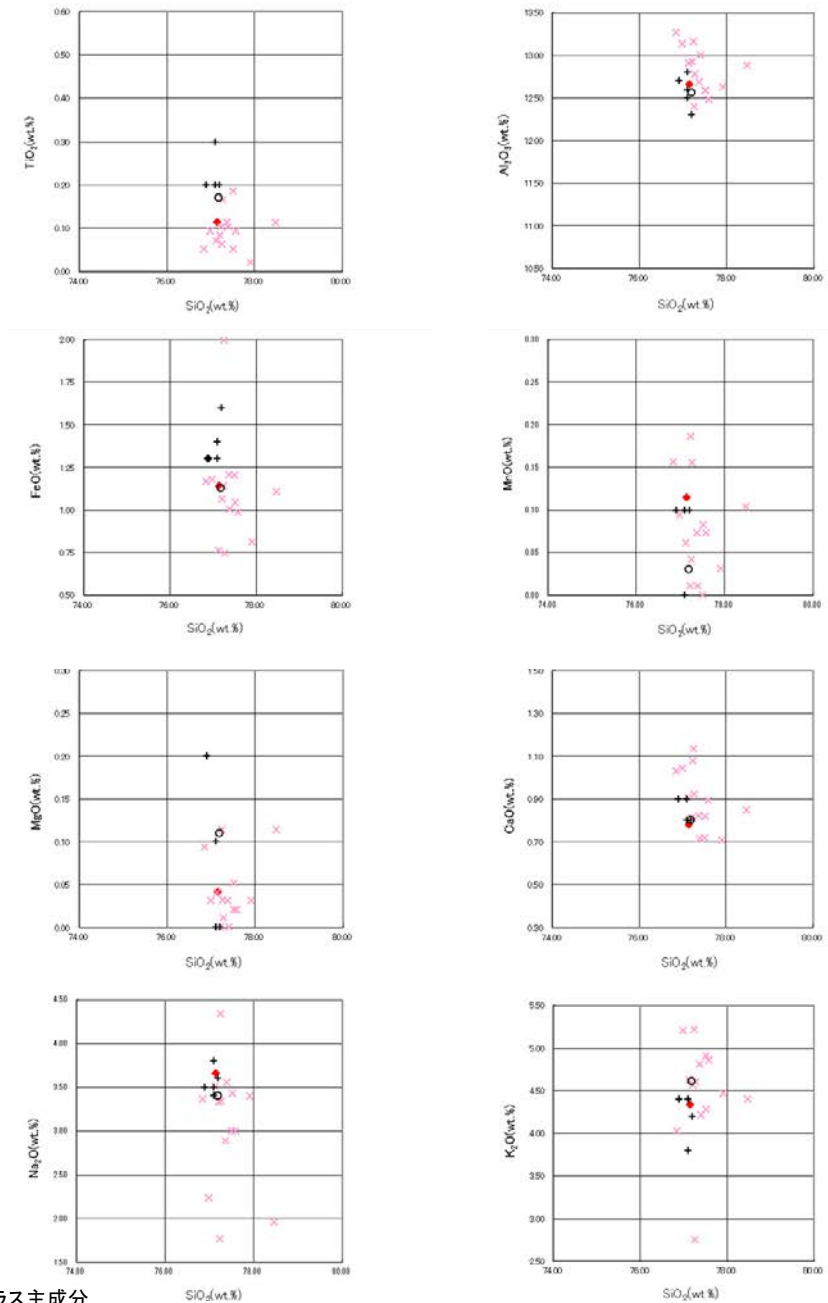 0.60
0.50
0.40
0.30
0.20
0.10
0.00
TiO2(wt.%)
74.00 76.00 78.00 80.00
SiO2(wt.%)
13.50
13.00
12.50
12.00
11.50
11.00
10.50
Al2O3(wt.%)
74.00 76.00 78.00 80.00
SiO2(wt.%)
2.00
1.75
1.50
1.25
1.00
0.75
0.50
FeO(wt.%)
74.00 76.00 78.00 80.00
SiO2(wt.%)
0.30
0.25
0.20
0.15
0.10
0.05
0.00
MnO(wt.%)
74.00 76.00 78.00 80.00
SiO2(wt.%)
0.30
0.25
0.20
0.15
0.10
0.05
0.00
MgO(wt.%)
74.00 76.00 78.00 80.00
SiO2(wt.%)
1.50
1.30
1.10
0.90
0.70
0.50
0.30
CaO(wt.%)
74.00 76.00 78.00 80.00
SiO2(wt.%)
4.50
4.00
3.50
3.00
2.50
2.00
1.50
Na2O(wt.%)
74.00 76.00 78.00 80.00
SiO2(wt.%)
5.50
5.00
4.50
4.00
3.50
3.00
2.50
K2O(wt.%)
74.00 76.00 78.00 80.00
SiO2(wt.%)
ラス主成分